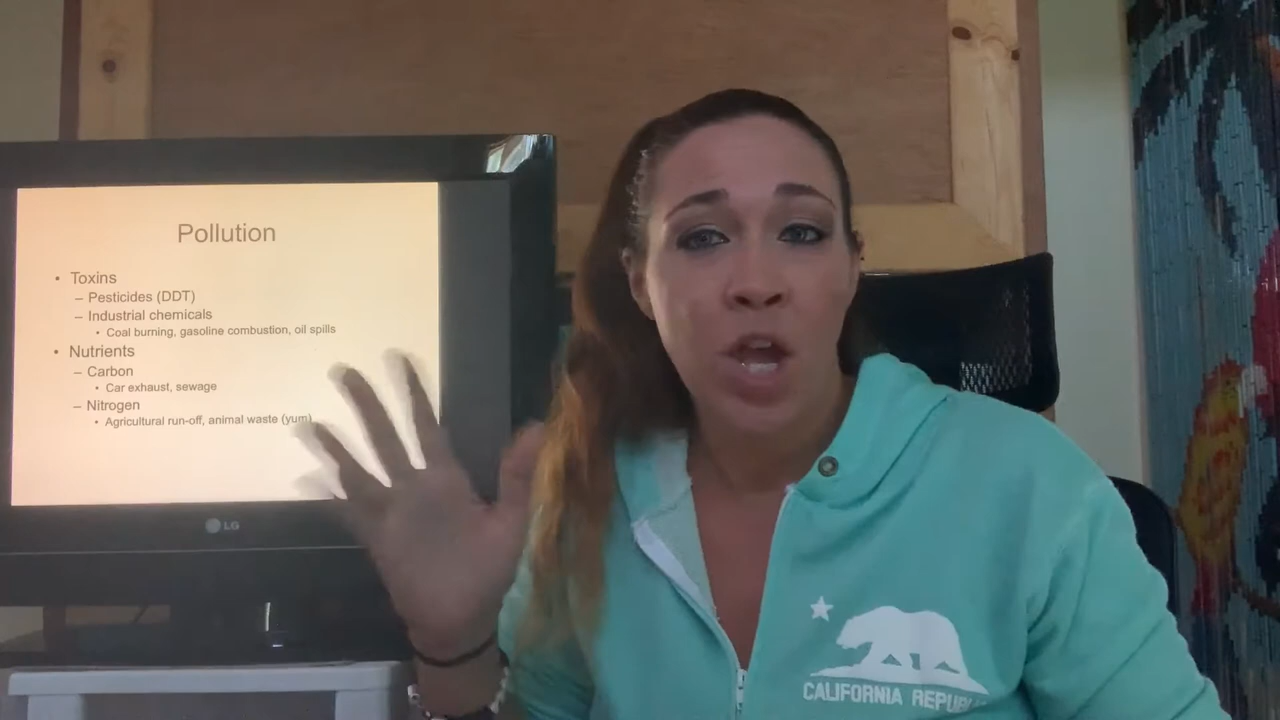 Pollution
• Toxins
– Pesticides (DDT)
– Industrial chemicals
• Coal burning, gasoline combustion, oil spills
• Nutrients
– Carbon
• Car exhaust, sewage
– Nitrogen
• Agricultural run-off, animal waste (yum)
LG
CALIFORNIA